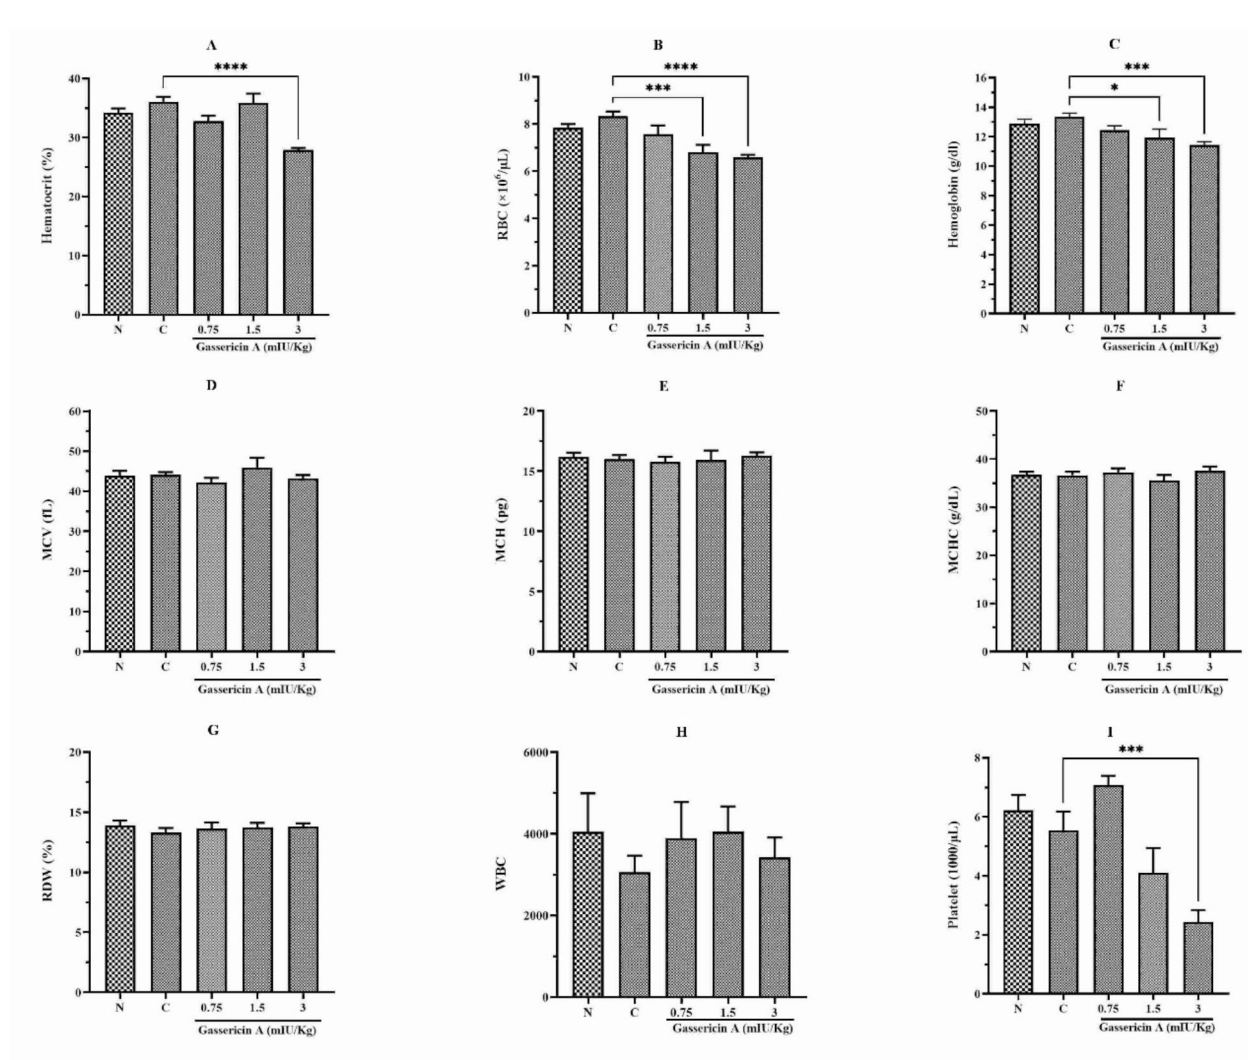 A
****
Hematocrit (%)
40
30
20
10
0
N C 0.75 1.5 3
Gassericin A (mIU/Kg)
B
****
***
RBC (×10⁶/μL)
10
8
6
4
2
0
N C 0.75 1.5 3
Gassericin A (mIU/Kg)
C
***
*
Hemoglobin (g/dl)
16
14
12
10
8
6
4
2
0
N C 0.75 1.5 3
Gassericin A (mIU/Kg)
D
MCV (fL)
60
50
40
30
20
10
0
N C 0.75 1.5 3
Gassericin A (mIU/Kg)
E
MCH (pg)
20
15
10
5
0
N C 0.75 1.5 3
Gassericin A (mIU/Kg)
F
MCHC (g/dL)
50
40
30
20
10
0
N C 0.75 1.5 3
Gassericin A (mIU/Kg)
G
RDW (%)
20
15
10
5
0
N C 0.75 1.5 3
Gassericin A (mIU/Kg)
H
WBC
6000
4000
2000
0
N C 0.75 1.5 3
Gassericin A (mIU/Kg)
I
***
Platelet (1000/μL)
8
6
4
2
0
N C 0.75 1.5 3
Gassericin A (mIU/Kg)